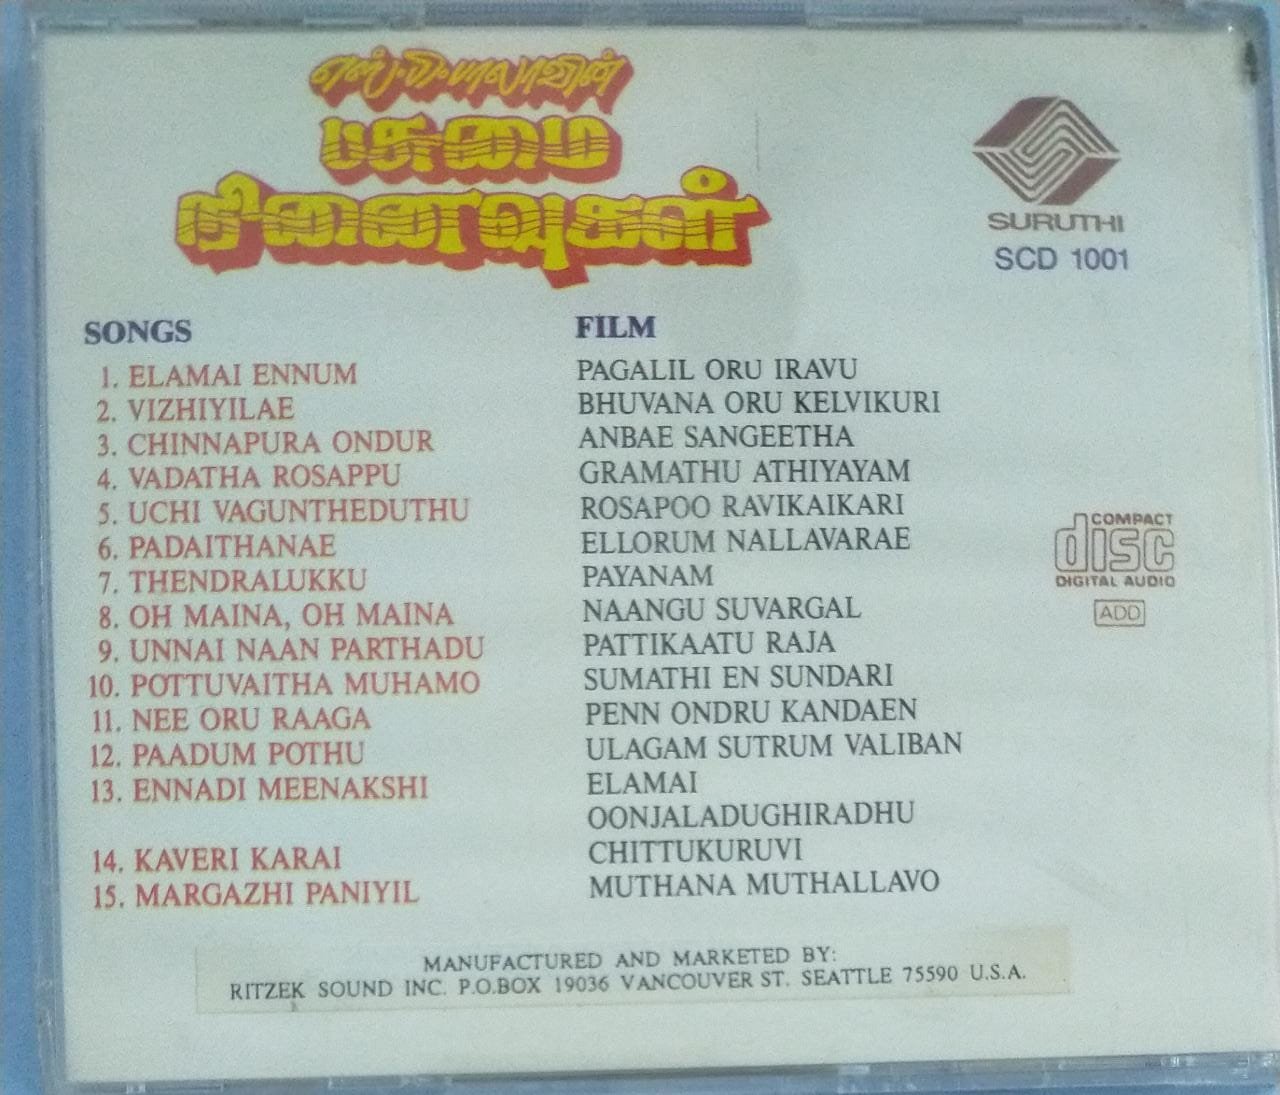 எஸ்.பி.பாலாவின்
பசுமை
நினைவுகள்
SURUTHI
SCD 1001
SONGS FILM
1. ELAMAI ENNUM PAGALIL ORU IRAVU
2. VIZHIYILAE BHUVANA ORU KELVIKURI
3. CHINNAPURA ONDUR ANBAE SANGEETHA
4. VADATHA ROSAPPU GRAMATHU ATHIYAYAM
5. UCHI VAGUNTHEDUTHU ROSAPOO RAVIKAIKARI
6. PADAITHANAE ELLORUM NALLAVARAE
7. THENDRALUKKU PAYANAM
8. OH MAINA, OH MAINA NAANGU SUVARGAL
9. UNNAI NAAN PARTHADU PATTIKAATU RAJA
10. POTTUVAITHA MUHAMO SUMATHI EN SUNDARI
11. NEE ORU RAAGA PENN ONDRU KANDAEN
12. PAADUM POTHU ULAGAM SUTRUM VALIBAN
13. ENNADI MEENAKSHI ELAMAI
OONJALADUGHIRADHU
14. KAVERI KARAI CHITTUKURUVI
15. MARGAZHI PANIYIL MUTHANA MUTHALLAVO
COMPACT
disc
DIGITAL AUDIO
ADD
MANUFACTURED AND MARKETED BY:
RITZEK SOUND INC. P.O.BOX 19036 VANCOUVER ST. SEATTLE 75590 U.S.A.